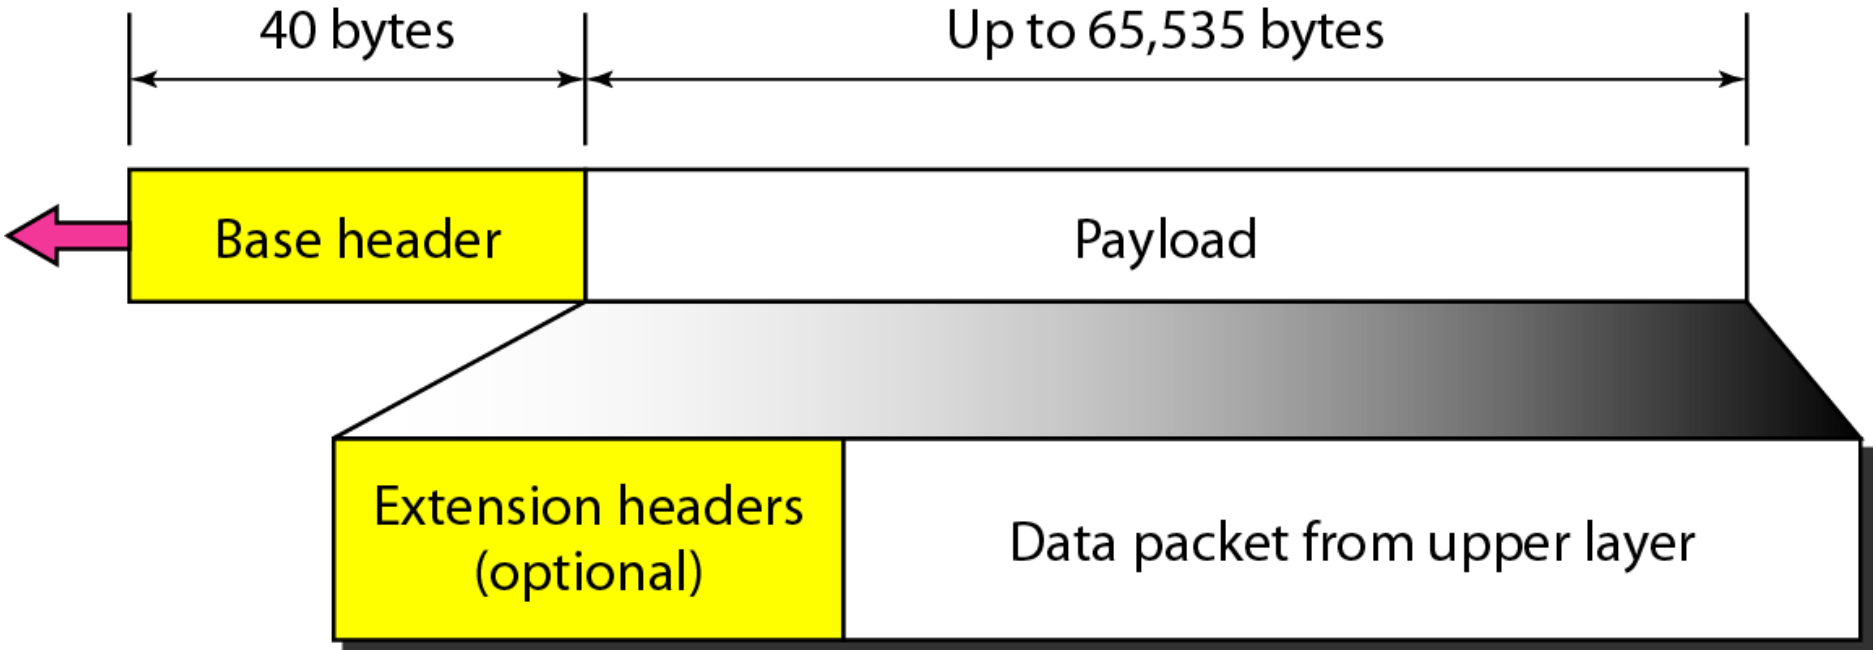 40 bytes
Up to 65,535 bytes
Base header
Payload
Extension headers
(optional)
Data packet from upper layer